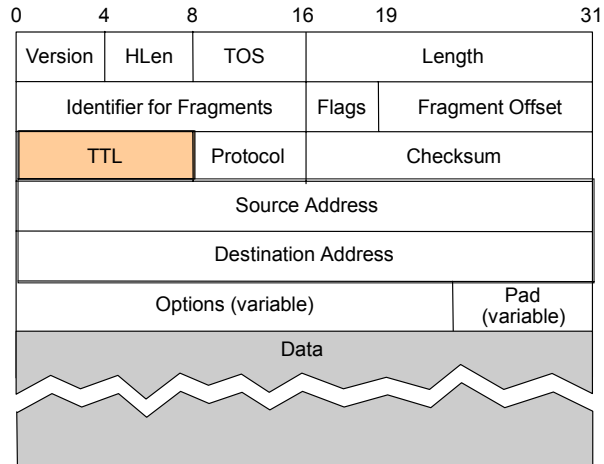 0 4 8 16 19 31
Version HLen TOS Length
Identifier for Fragments Flags Fragment Offset
TTL Protocol Checksum
Source Address
Destination Address
Options (variable) Pad
(variable)
Data